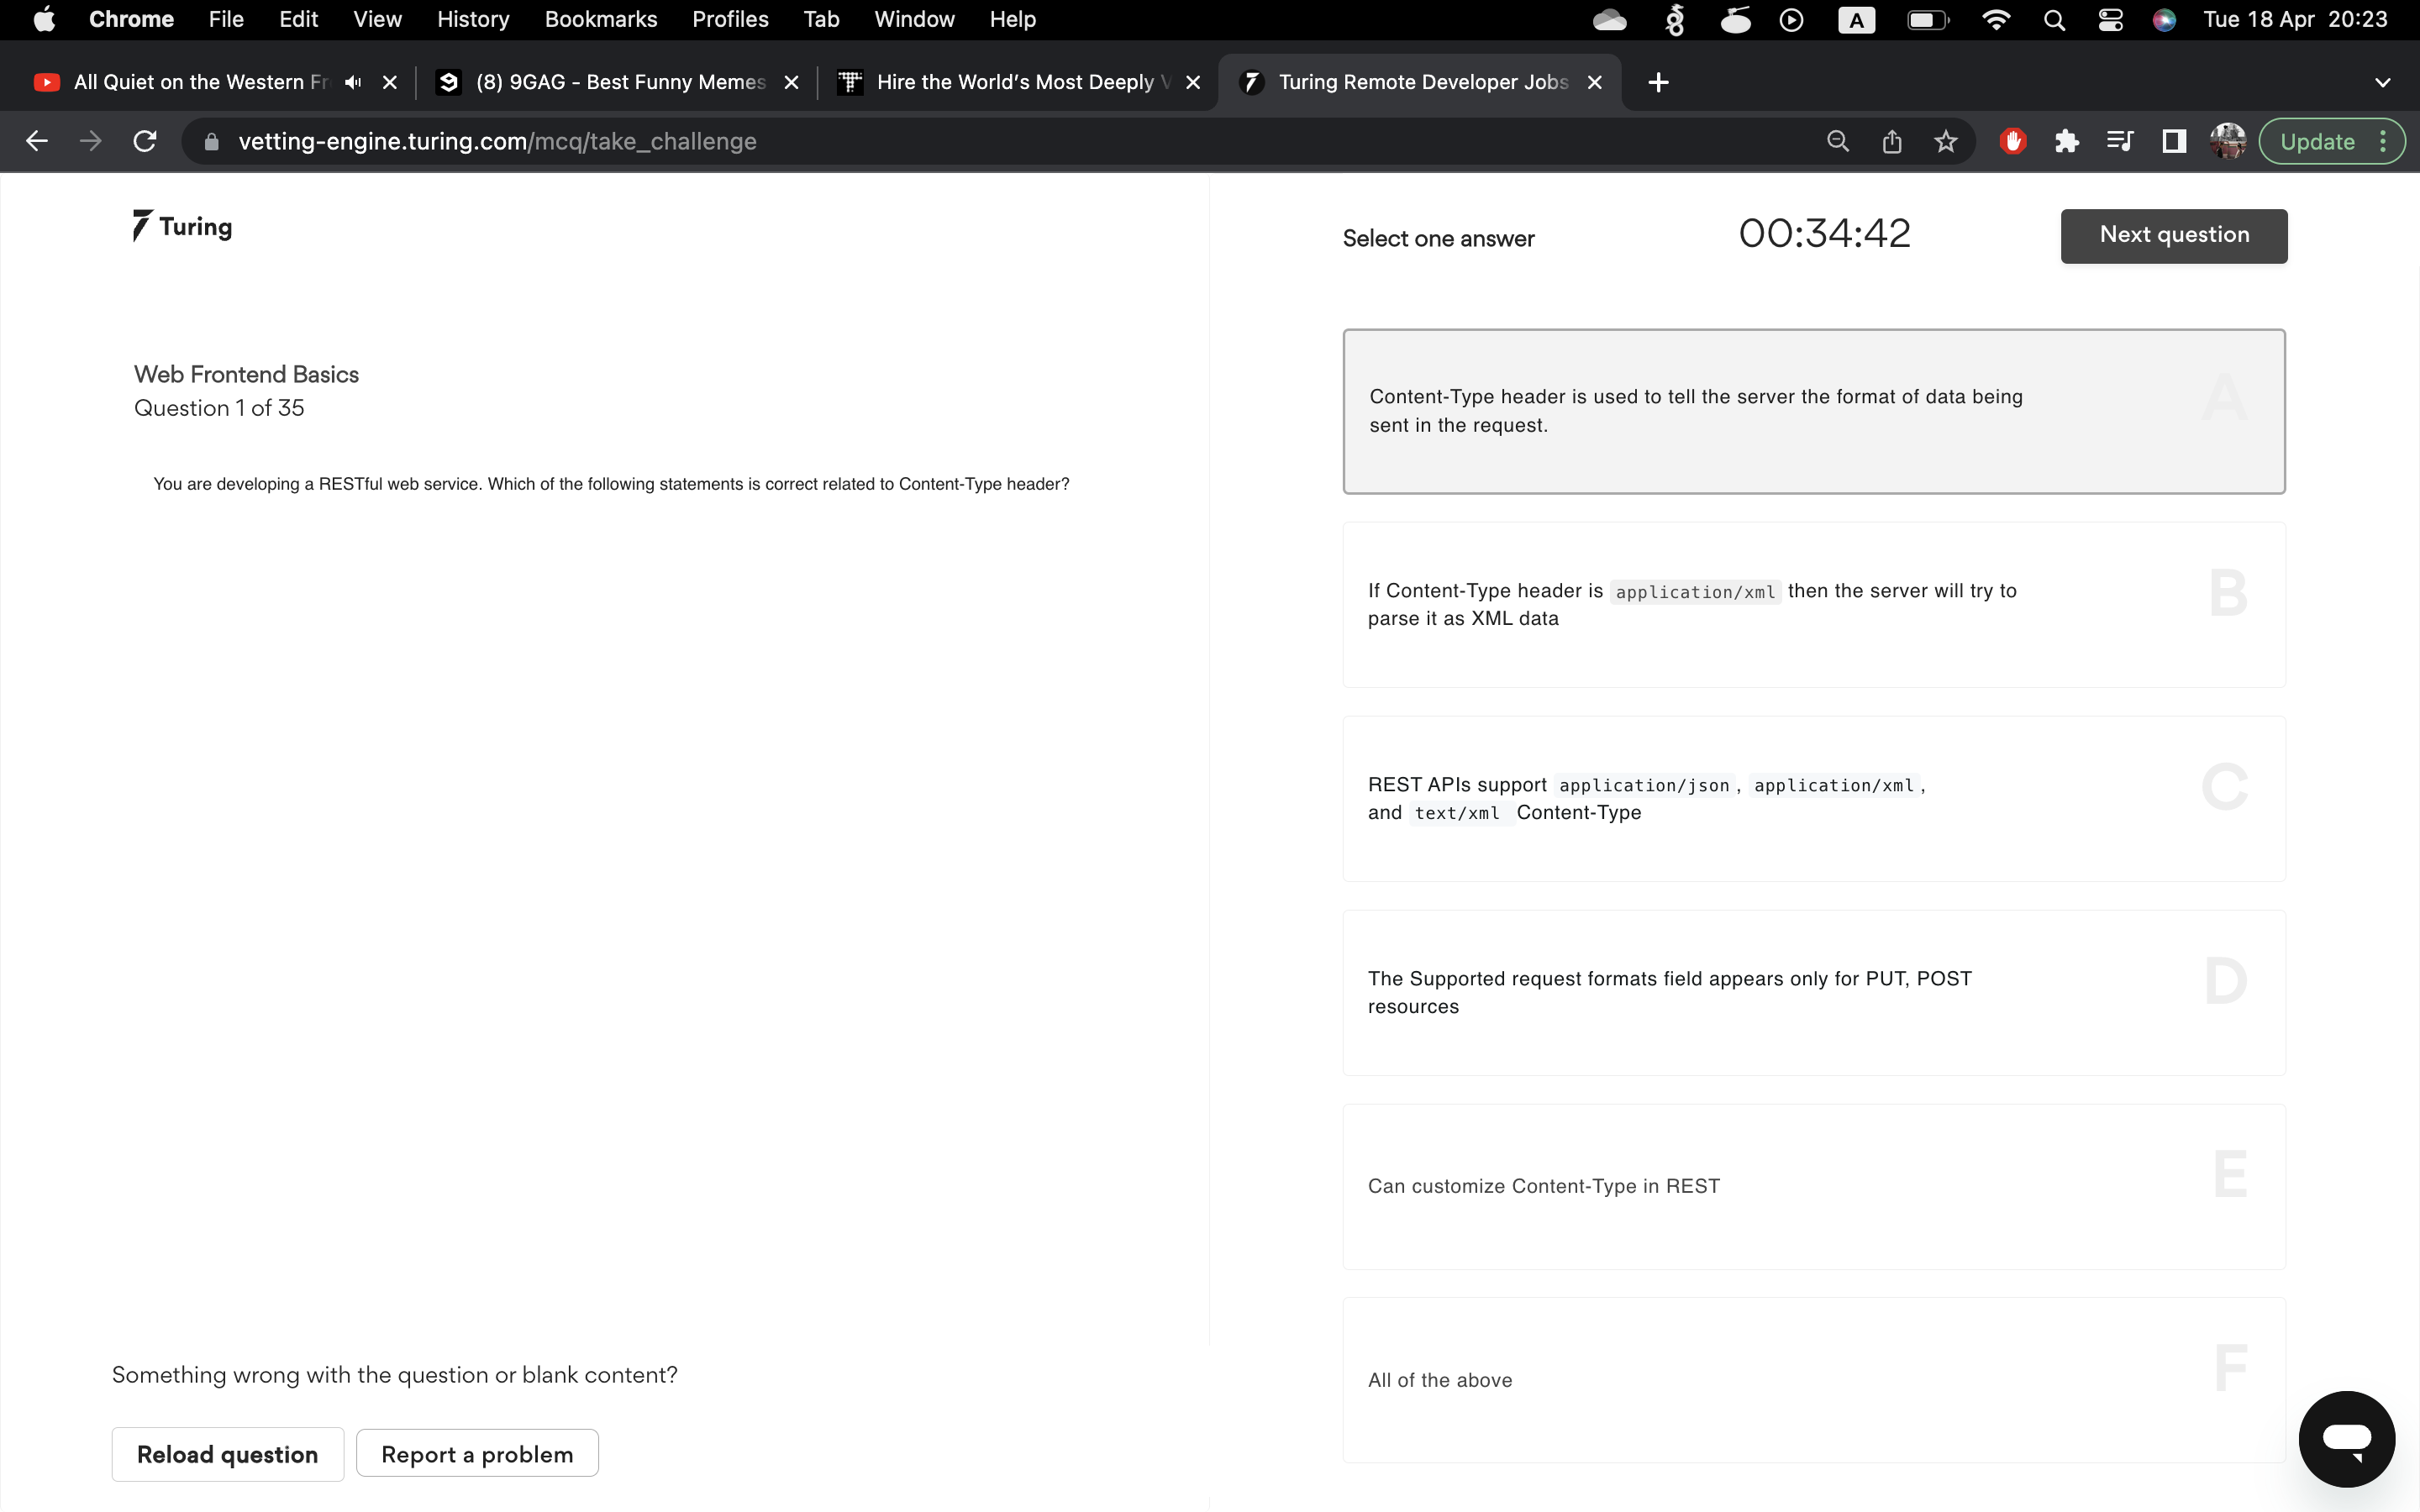 Chrome File Edit View History Bookmarks Profiles Tab Window Help A Tue 18 Apr 20:23
All Quiet on the Western Fr (8) 9GAG - Best Funny Memes Hire the World's Most Deeply V Turing Remote Developer Jobs
vetting-engine.turing.com/mcq/take_challenge Update
Turing
Select one answer 00:34:42 Next question
Web Frontend Basics
Question 1 of 35
You are developing a RESTful web service. Which of the following statements is correct related to Content-Type header?
Content-Type header is used to tell the server the format of data being
sent in the request.
A
If Content-Type header is application/xml then the server will try to
parse it as XML data
B
REST APIs support application/json, application/xml,
and text/xml Content-Type
C
The Supported request formats field appears only for PUT, POST
resources
D
Can customize Content-Type in REST
E
All of the above
F
Something wrong with the question or blank content?
Reload question Report a problem